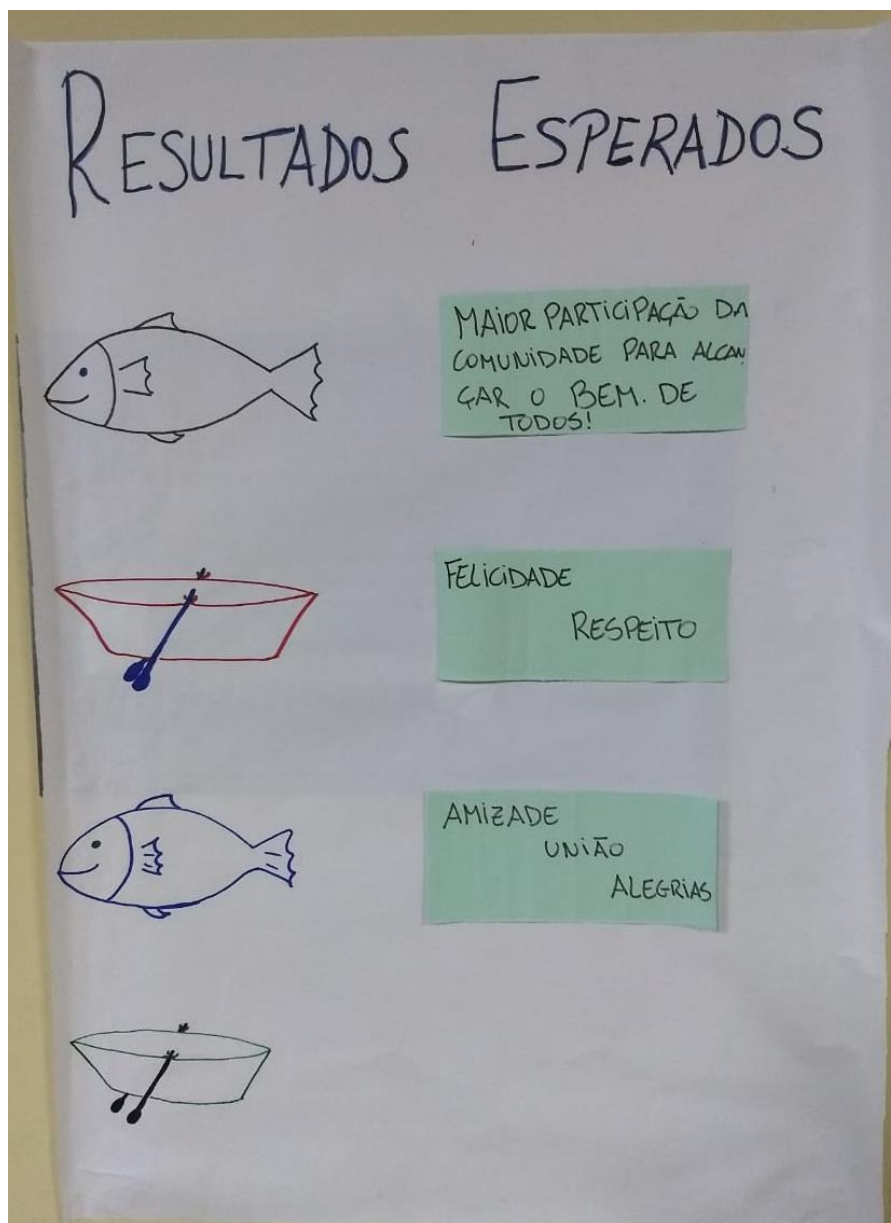 RESULTADOS ESPERADOS
MAIOR PARTICIPAÇÃO DA
COMUNIDADE PARA ALCAN
ÇAR O BEM. DE
TODOS!
FELICIDADE
RESPEITO
AMIZADE
UNIÃO
ALEGRIAS